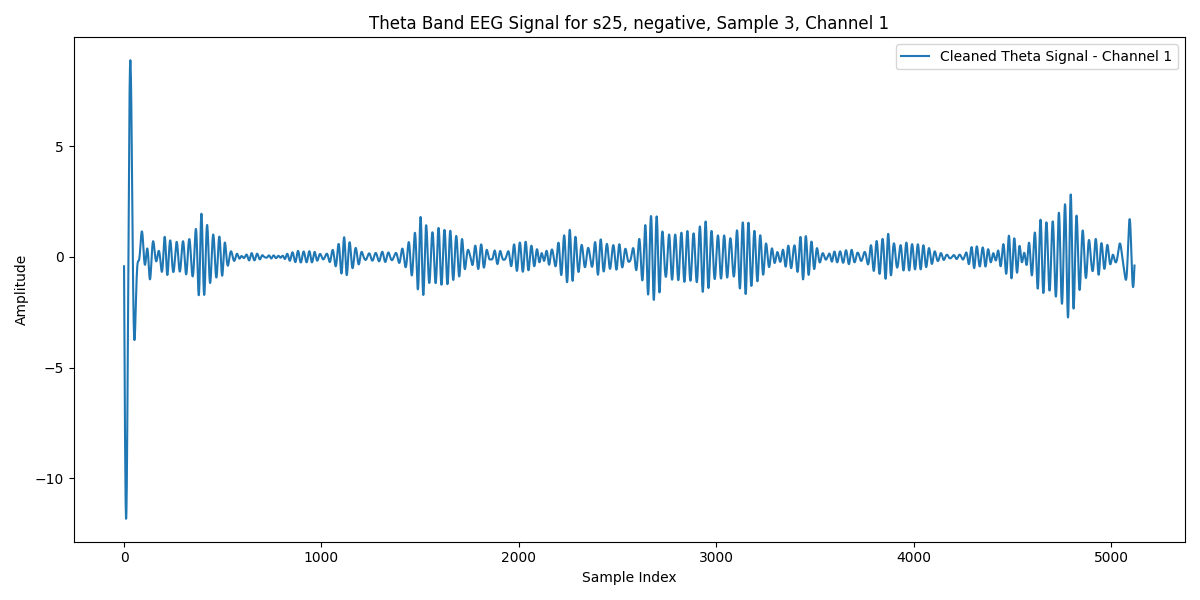 Theta Band EEG Signal for s25, negative, Sample 3, Channel 1
Cleaned Theta Signal - Channel 1
Amplitude
5
0
−5
−10
0 1000 2000 3000 4000 5000
Sample Index